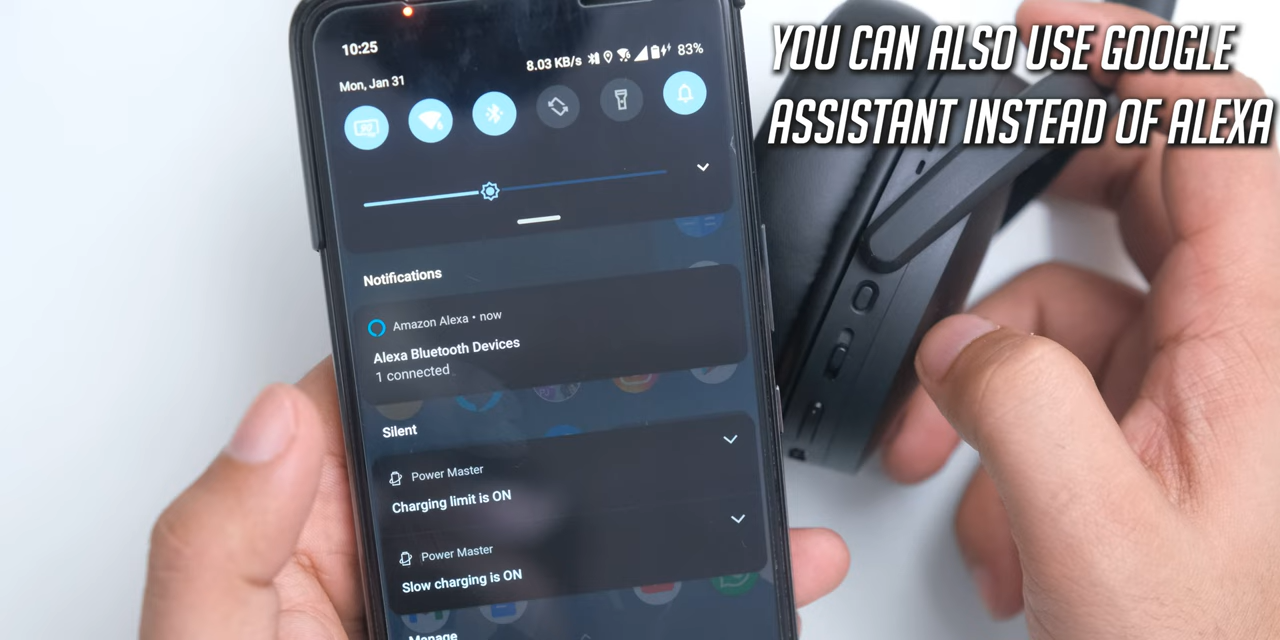 YOU CAN ALSO USE GOOGLE
ASSISTANT INSTEAD OF ALEXA
10:25
8.03 KB/s 83%
Mon, Jan 31
Notifications
Amazon Alexa • now
Alexa Bluetooth Devices
1 connected
Silent
Power Master
Charging limit is ON
Power Master
Slow charging is ON
Manage